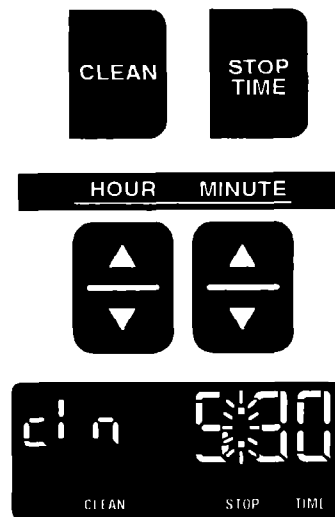 CLEAN
STOP
TIME
HOUR MINUTE
cln 5:30
CLEAN STOP TIME